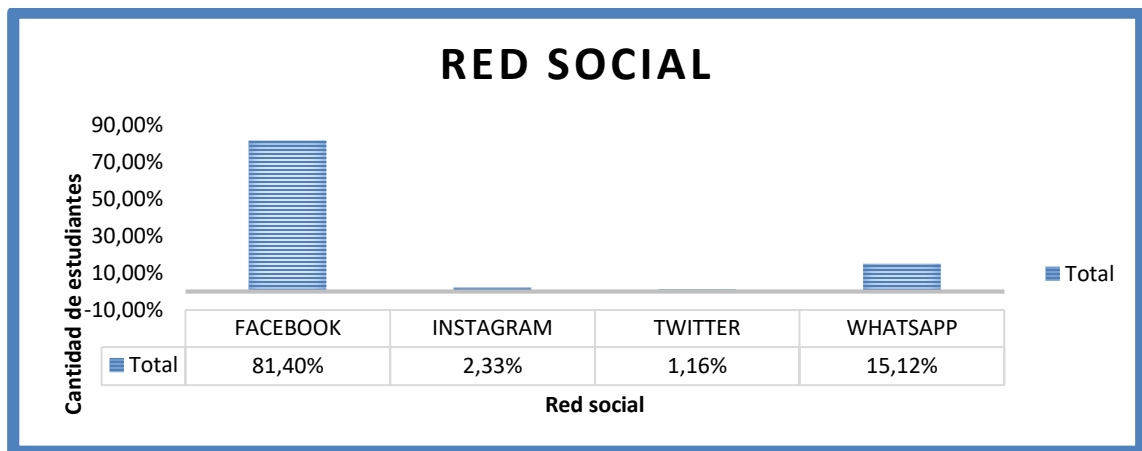 RED SOCIAL
Cantidad de estudiantes
90,00%
70,00%
50,00%
30,00%
10,00%
-10,00%
FACEBOOK INSTAGRAM TWITTER WHATSAPP
Total 81,40% 2,33% 1,16% 15,12%
Red social
Total